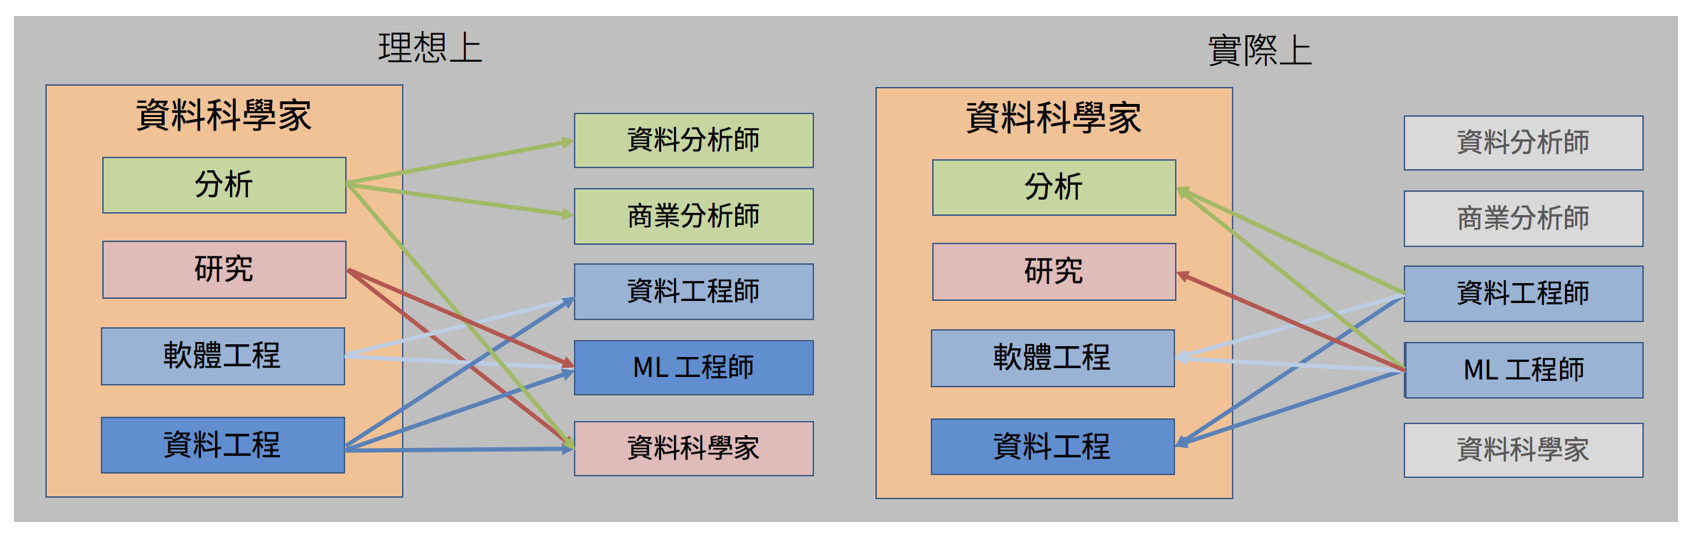 理想上
資料科學家
分析
研究
軟體工程
資料工程
資料分析師
商業分析師
資料工程師
ML 工程師
資料科學家
實際上
資料科學家
分析
研究
軟體工程
資料工程
資料分析師
商業分析師
資料工程師
ML 工程師
資料科學家